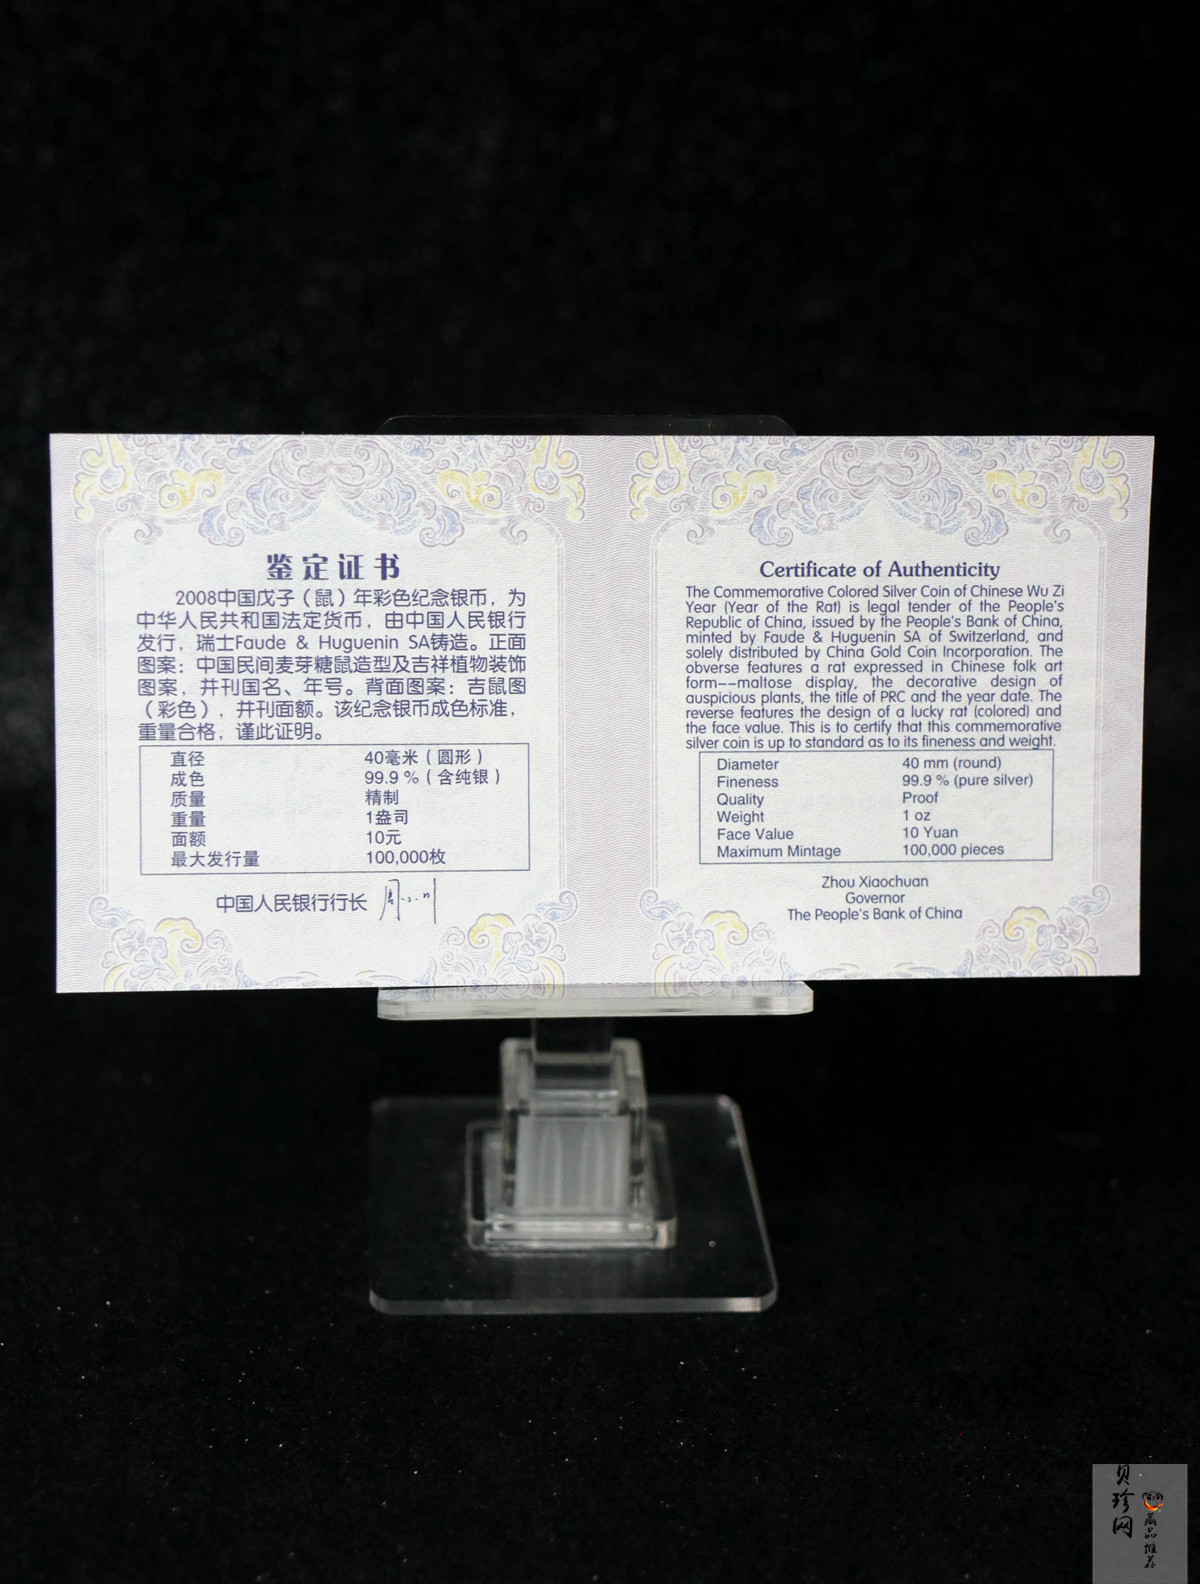 鉴定证书
2008中国戊子（鼠）年彩色纪念银币，为
中华人民共和国法定货币，由中国人民银行
发行，瑞士Faude & Huguenin SA铸造。正面
图案：中国民间麦芽糖鼠造型及吉祥植物装饰
图案，并刊国名、年号。背面图案：吉鼠图
（彩色），并刊面额。该纪念银币成色标准，
重量合格，谨此证明。
直径 40毫米（圆形）
成色 99.9 %（含纯银）
质量 精制
重量 1盎司
面额 10元
最大发行量 100,000枚
中国人民银行行长
Certificate of Authenticity
The Commemorative Colored Silver Coin of Chinese Wu Zi
Year (Year of the Rat) is legal tender of the People's
Republic of China, issued by the People's Bank of China,
minted by Faude & Huguenin SA of Switzerland, and
solely distributed by China Gold Coin Incorporation. The
obverse features a rat expressed in Chinese folk art
form--maltose display, the decorative design of
auspicious plants, the title of PRC and the year date. The
reverse features the design of a lucky rat (colored) and
the face value. This is to certify that this commemorative
silver coin is up to standard as to its fineness and weight.
Diameter 40 mm (round)
Fineness 99.9 % (pure silver)
Quality Proof
Weight 1 oz
Face Value 10 Yuan
Maximum Mintage 100,000 pieces
Zhou Xiaochuan
Governor
The People's Bank of China
贝珍网
藏品推荐